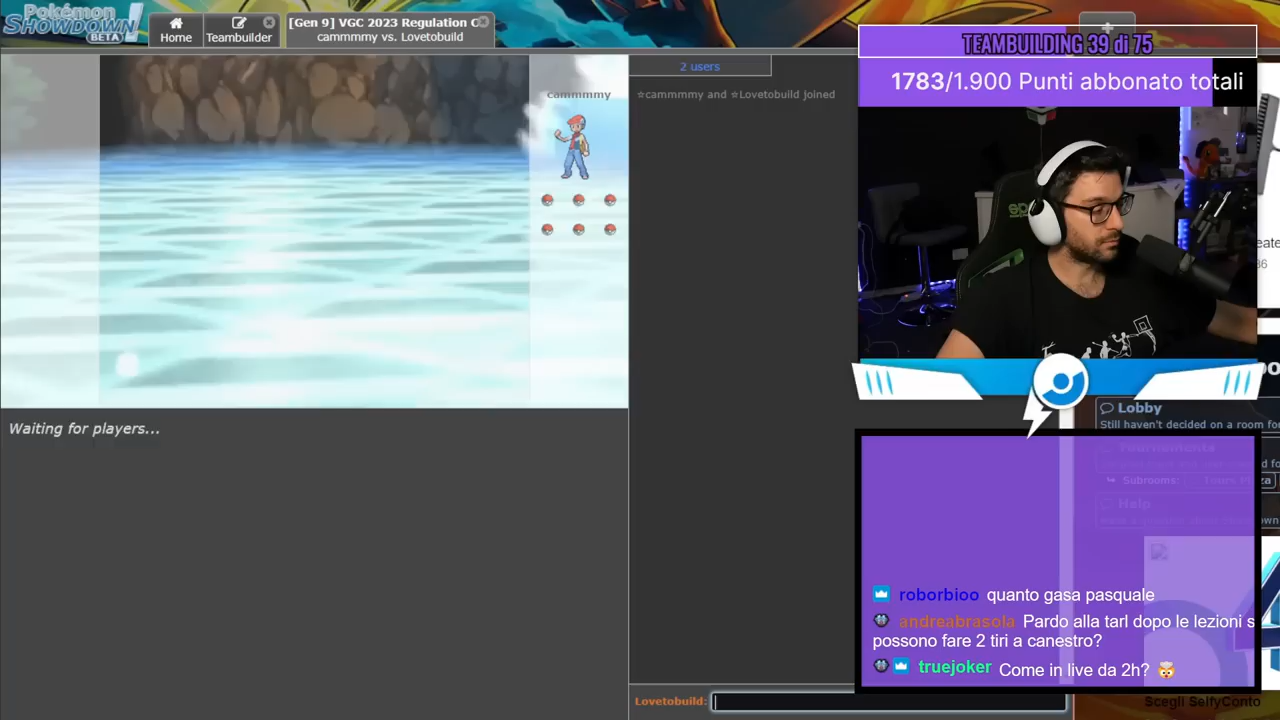 Pokémon
SHOWDOWN!
BETA
Home
Teambuilder
[Gen 9] VGC 2023 Regulation C
cammmmy vs. Lovetobuild
TEAMBUILDING 39 di 75
1783/1.900 Punti abbonato totali
2 users
☆cammmmy and ☆Lovetobuild joined
cammmmy
Waiting for players...
Lobby
Still haven't decided on a room for
Tournaments
Subrooms:
Help
roborbioo quanto gasa pasquale
andreabrasola Pardo alla tarl dopo le lezioni s
possono fare 2 tiri a canestro?
truejoker Come in live da 2h? 🤯
Lovetobuild:
Scegli SelfyConto